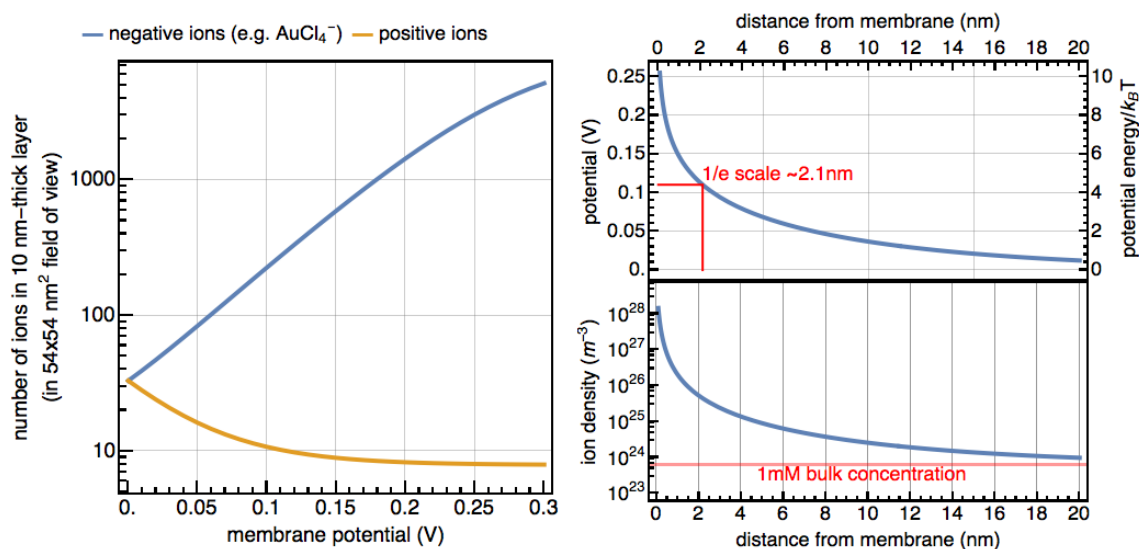 negative ions (e.g. AuCl₄⁻) positive ions
number of ions in 10 nm–thick layer
(in 54x54 nm² field of view)
1000
100
10
0. 0.05 0.10 0.15 0.20 0.25 0.3
membrane potential (V)
distance from membrane (nm)
0 2 4 6 8 10 12 14 16 18 20
potential (V)
0.25
0.2
0.15
0.1
0.05
0.
1/e scale ~2.1nm
10
8
6
4
2
0
potential energy/k_BT
ion density (m⁻³)
10²⁸
10²⁷
10²⁶
10²⁵
10²⁴
10²³
1mM bulk concentration
0 2 4 6 8 10 12 14 16 18 20
distance from membrane (nm)